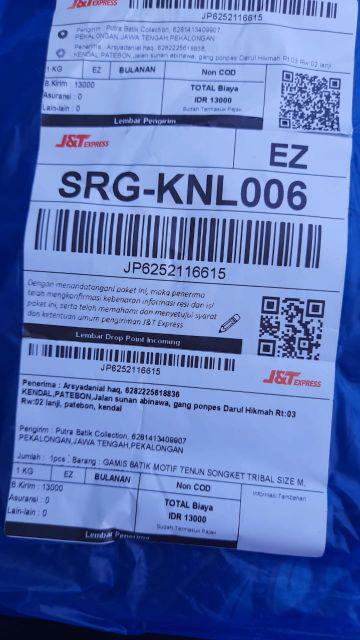 J&T EXPRESS
JP6252116615
Pengirim : Putra Batik Collection, 6281413409907
PEKALONGAN,JAWA TENGAH,PEKALONGAN
Penerima : Arsyadanial haq, 6282225618836
KENDAL,PATEBON,Jalan sunan abinawa, gang ponpes Darul Hikmah Rt:03 Rw:02 lanji,
1 KG EZ BULANAN Non COD
B.Kirim : 13000
Asuransi : 0
Lain-lain : 0
TOTAL Biaya
IDR 13000
Sudah Termasuk Pajak
Lembar Pengirim
J&T EXPRESS
EZ
SRG-KNL006
JP6252116615
Dengan menandatangani paket ini, maka penerima
telah mengkonfirmasi kebenaran informasi resi dan isi
paket ini, serta telah memahami dan menyetujui syarat
dan ketentuan umum pengiriman J&T Express
Lembar Drop Point Incoming
JP6252116615
J&T EXPRESS
Penerima : Arsyadanial haq, 6282225618836
KENDAL,PATEBON,Jalan sunan abinawa, gang ponpes Darul Hikmah Rt:03
Rw:02 lanji, patebon, kendal
Pengirim : Putra Batik Collection, 6281413409907
PEKALONGAN,JAWA TENGAH,PEKALONGAN
Jumlah : 1pcs Barang : GAMIS BATIK MOTIF TENUN SONGKET TRIBAL SIZE M,
1 KG EZ BULANAN Non COD
Informasi Tambahan
B.Kirim : 13000
Asuransi : 0
Lain-lain : 0
TOTAL Biaya
IDR 13000
Sudah Termasuk Pajak
Lembar Penerima